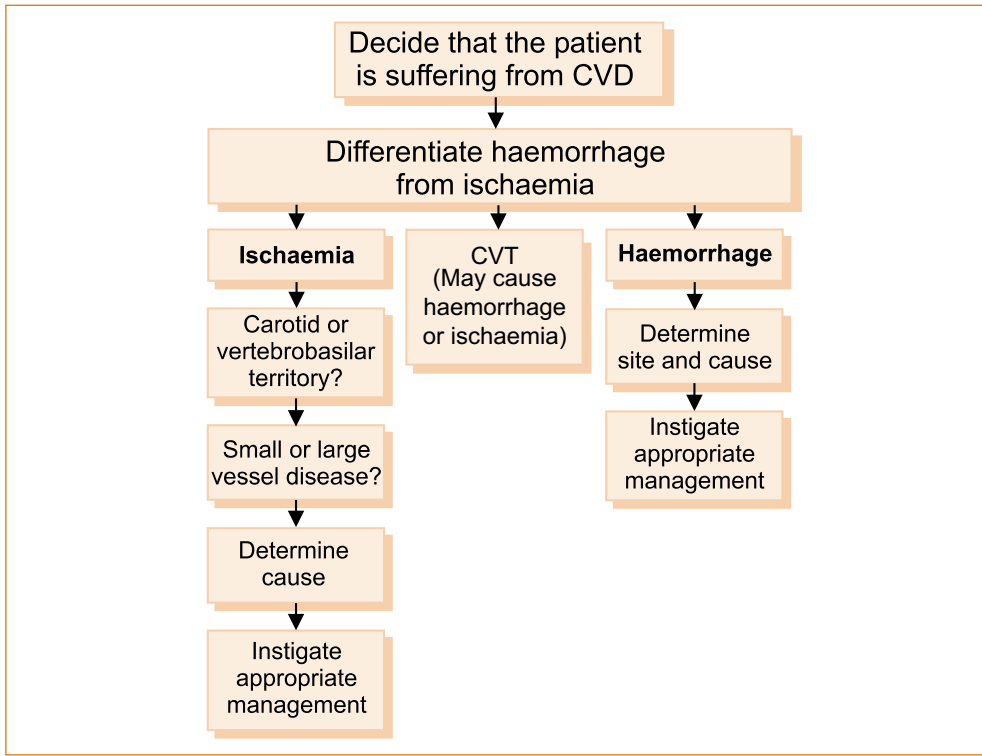 Decide that the patient
is suffering from CVD
Differentiate haemorrhage
from ischaemia
Ischaemia
Carotid or
vertebrobasilar
territory?
Small or large
vessel disease?
Determine
cause
Instigate
appropriate
management
CVT
(May cause
haemorrhage
or ischaemia)
Haemorrhage
Determine
site and cause
Instigate
appropriate
management